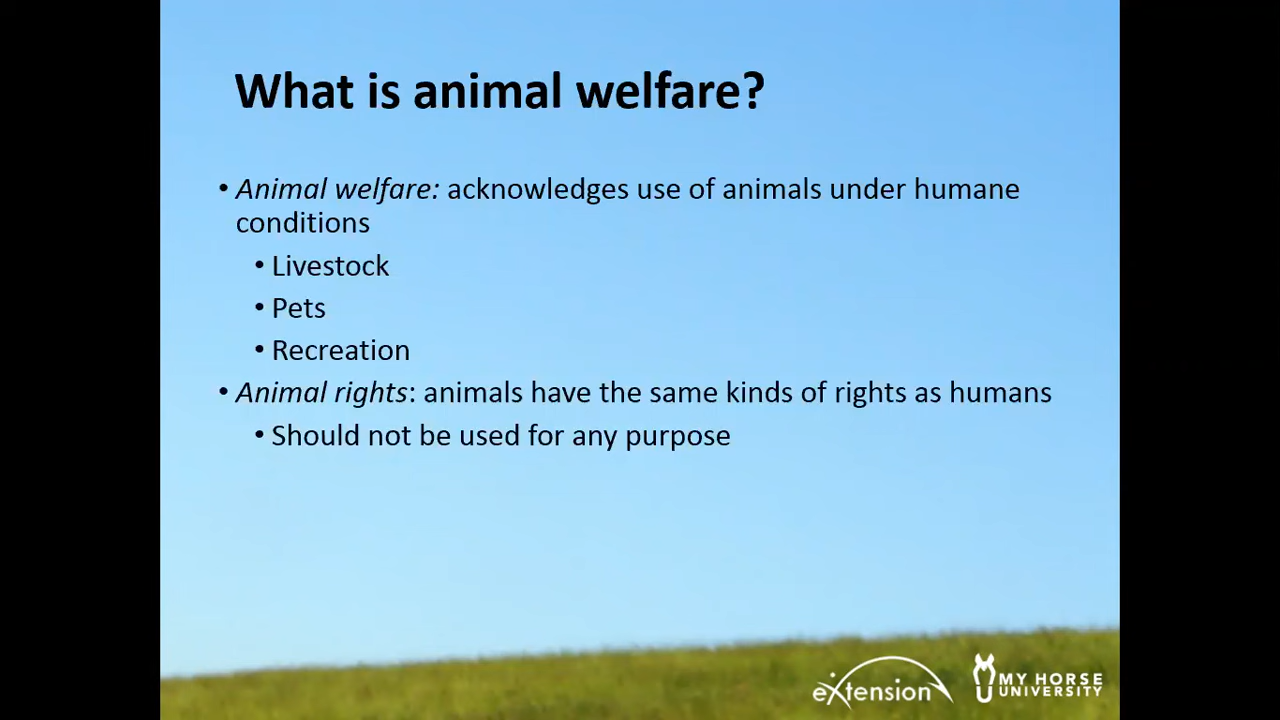 What is animal welfare?
• Animal welfare: acknowledges use of animals under humane
conditions
• Livestock
• Pets
• Recreation
• Animal rights: animals have the same kinds of rights as humans
• Should not be used for any purpose
eXtension
MY HORSE
UNIVERSITY